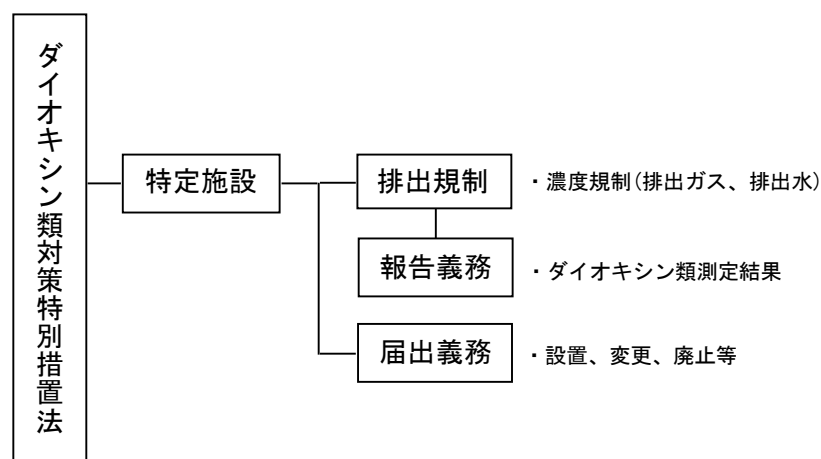 ダイオキシン類対策特別措置法
特定施設
排出規制
・濃度規制(排出ガス、排出水)
報告義務
・ダイオキシン類測定結果
届出義務
・設置、変更、廃止等